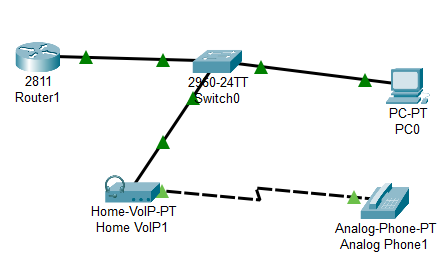 2811
Router1
2960-24TT
Switch0
PC-PT
PC0
Home-VoIP-PT
Home VoIP1
Analog-Phone-PT
Analog Phone1